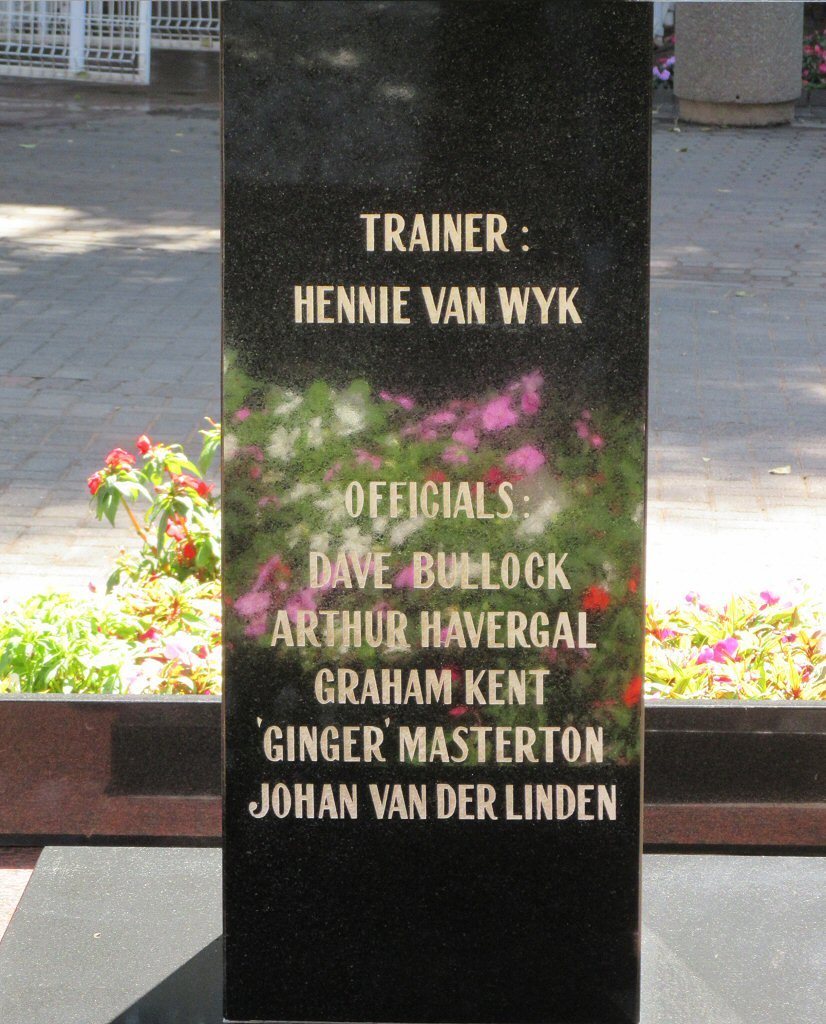 TRAINER :
HENNIE VAN WYK
OFFICIALS :
DAVE BULLOCK
ARTHUR HAVERGAL
GRAHAM KENT
'GINGER' MASTERTON
JOHAN VAN DER LINDEN